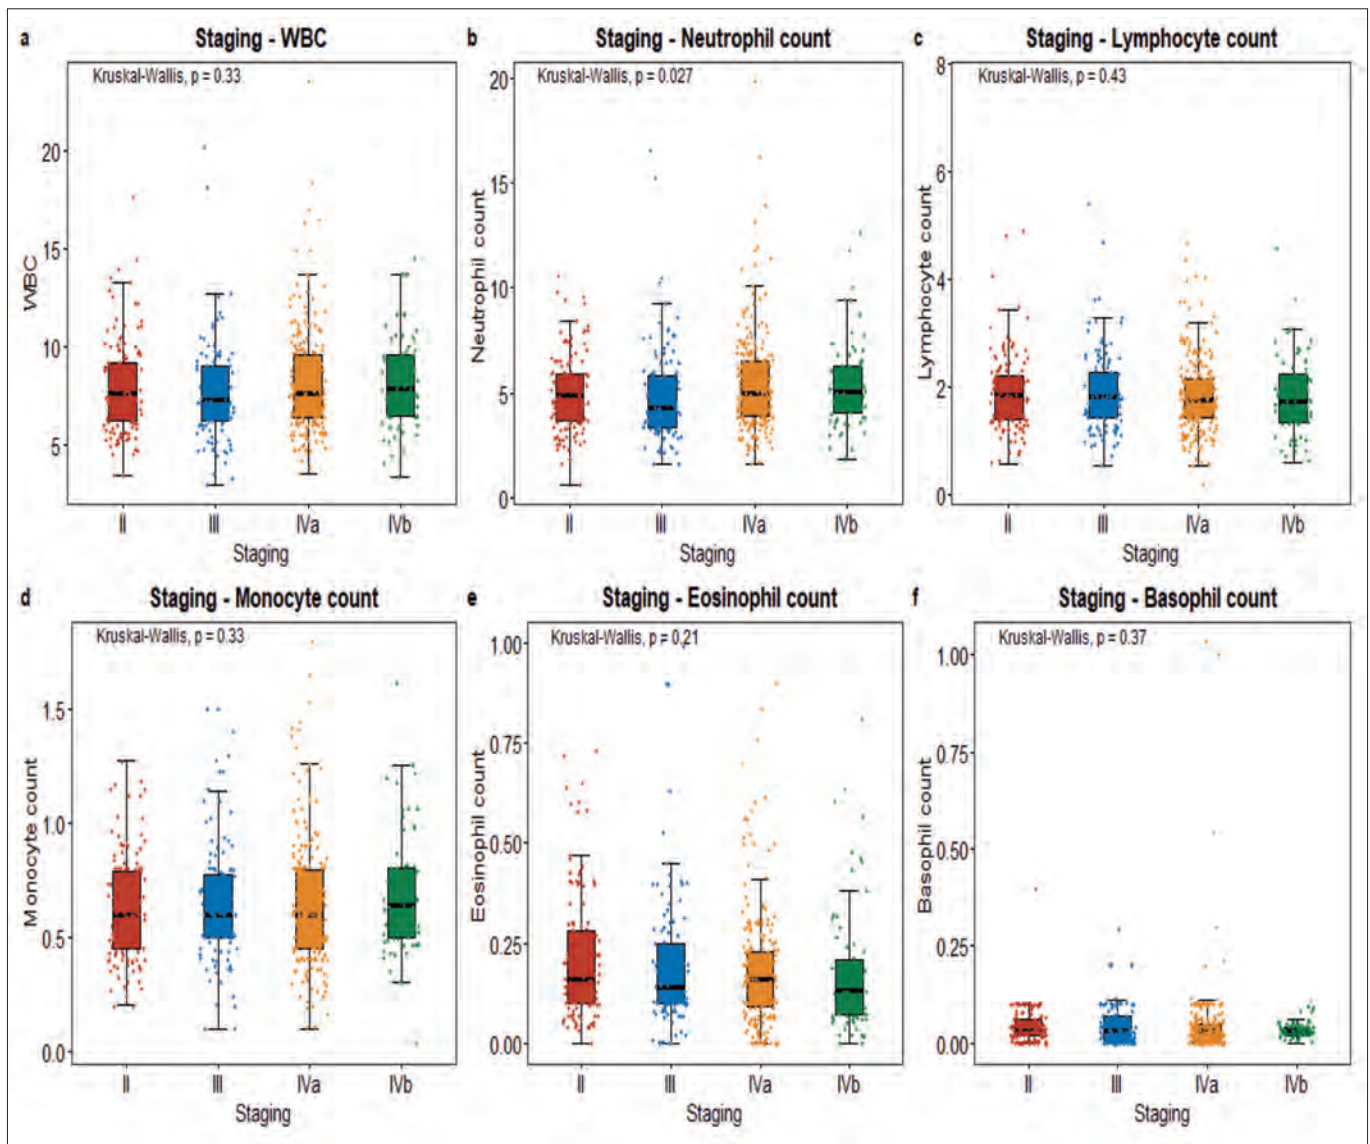 a
Staging - WBC
Kruskal-Wallis, p = 0.33
WBC
20
15
10
5
II
III
IVa
IVb
Staging
b
Staging - Neutrophil count
Kruskal-Wallis, p = 0.027
Neutrophil count
20
15
10
5
0
II
III
IVa
IVb
Staging
c
Staging - Lymphocyte count
Kruskal-Wallis, p = 0.43
Lymphocyte count
8
6
4
2
0
II
III
IVa
IVb
Staging
d
Staging - Monocyte count
Kruskal-Wallis, p = 0.33
Monocyte count
1.5
1.0
0.5
0.0
II
III
IVa
IVb
Staging
e
Staging - Eosinophil count
Kruskal-Wallis, p = 0.21
Eosinophil count
1.00
0.75
0.50
0.25
0.00
II
III
IVa
IVb
Staging
f
Staging - Basophil count
Kruskal-Wallis, p = 0.37
Basophil count
1.00
0.75
0.50
0.25
0.00
II
III
IVa
IVb
Staging